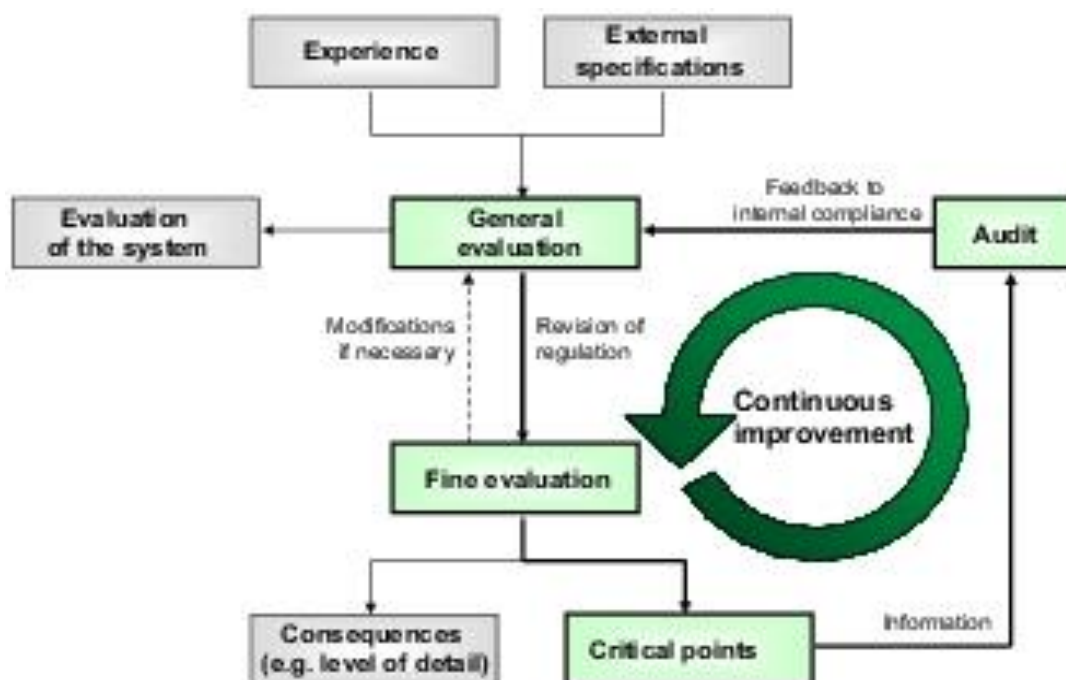 Experience
External
specifications
Evaluation
of the system
General
evaluation
Feedback to
internal compliance
Audit
Modifications
if necessary
Revision of
regulation
Continuous
improvement
Fine evaluation
Consequences
(e.g. level of detail)
Critical points
Information